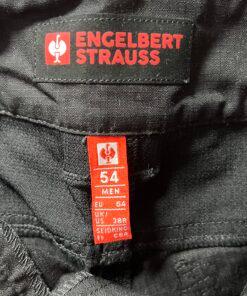 ENGELBERT
STRAUSS
54
MEN
EU 54
UK/
US 38R